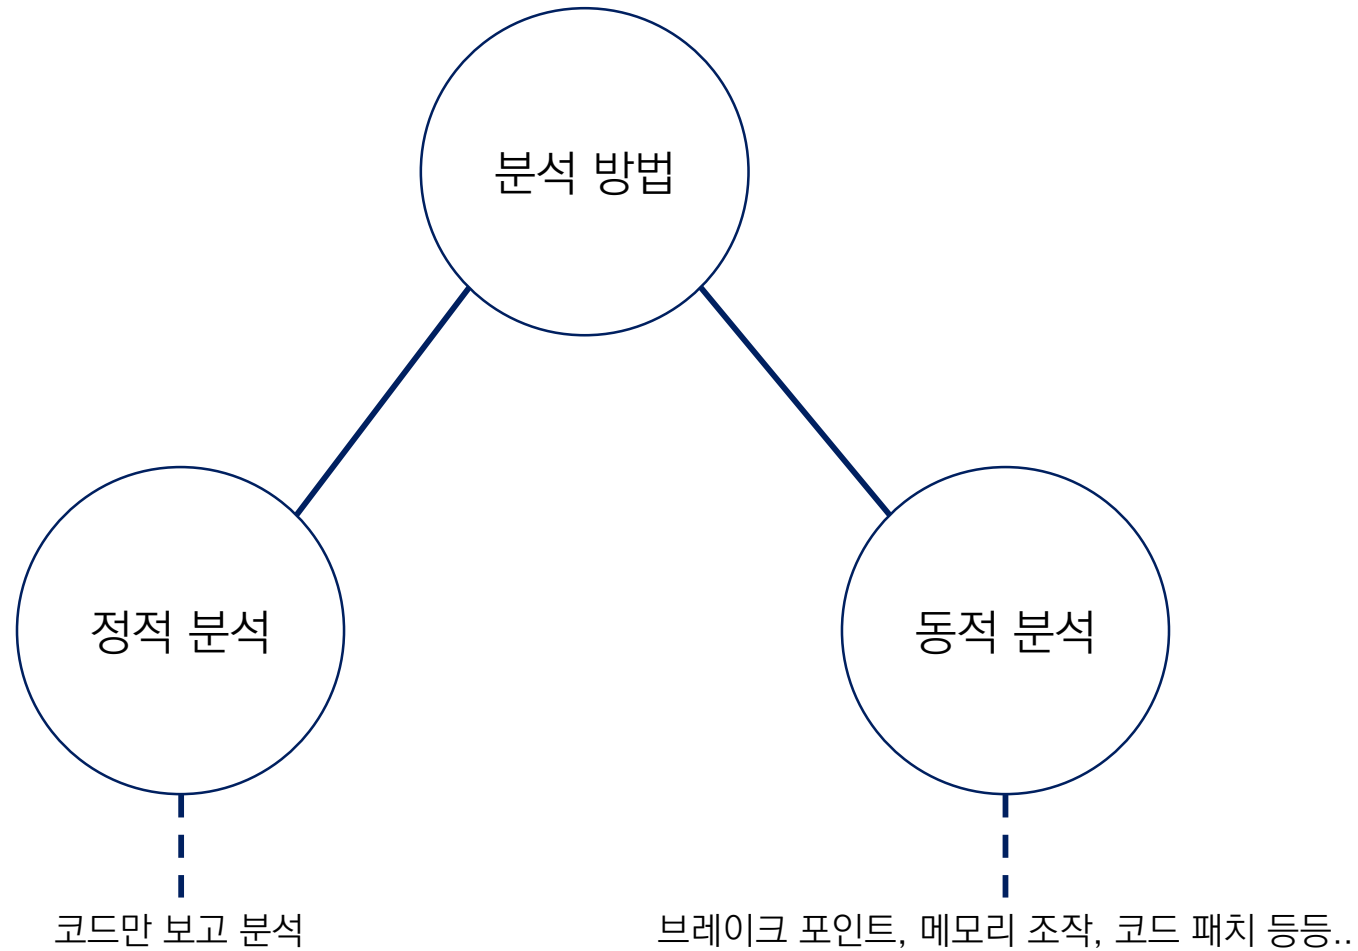 분석 방법
정적 분석
동적 분석
코드만 보고 분석
브레이크 포인트, 메모리 조작, 코드 패치 등등..